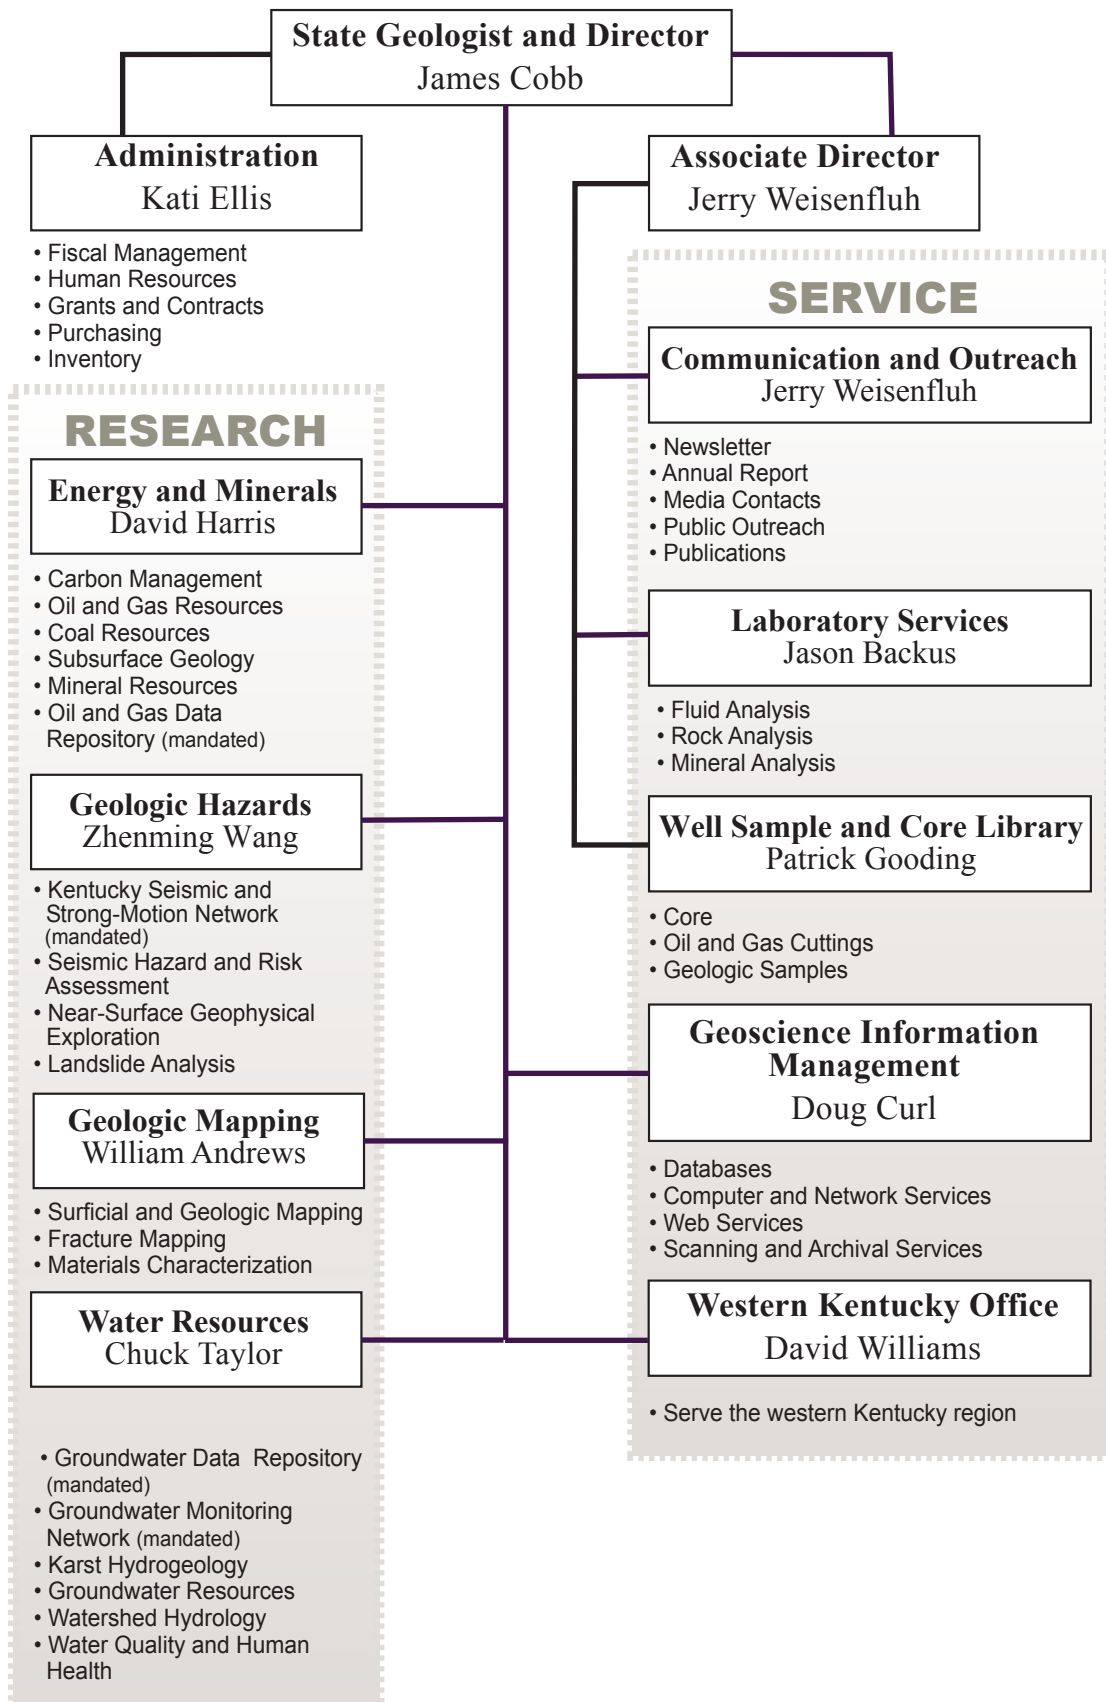 State Geologist and Director
James Cobb
Administration
Kati Ellis
• Fiscal Management
• Human Resources
• Grants and Contracts
• Purchasing
• Inventory
RESEARCH
Energy and Minerals
David Harris
• Carbon Management
• Oil and Gas Resources
• Coal Resources
• Subsurface Geology
• Mineral Resources
• Oil and Gas Data
Repository (mandated)
Geologic Hazards
Zhenming Wang
• Kentucky Seismic and
Strong-Motion Network
(mandated)
• Seismic Hazard and Risk
Assessment
• Near-Surface Geophysical
Exploration
• Landslide Analysis
Geologic Mapping
William Andrews
• Surficial and Geologic Mapping
• Fracture Mapping
• Materials Characterization
Water Resources
Chuck Taylor
• Groundwater Data Repository
(mandated)
• Groundwater Monitoring
Network (mandated)
• Karst Hydrogeology
• Groundwater Resources
• Watershed Hydrology
• Water Quality and Human
Health
Associate Director
Jerry Weisenfluh
SERVICE
Communication and Outreach
Jerry Weisenfluh
• Newsletter
• Annual Report
• Media Contacts
• Public Outreach
• Publications
Laboratory Services
Jason Backus
• Fluid Analysis
• Rock Analysis
• Mineral Analysis
Well Sample and Core Library
Patrick Gooding
• Core
• Oil and Gas Cuttings
• Geologic Samples
Geoscience Information
Management
Doug Curl
• Databases
• Computer and Network Services
• Web Services
• Scanning and Archival Services
Western Kentucky Office
David Williams
• Serve the western Kentucky region